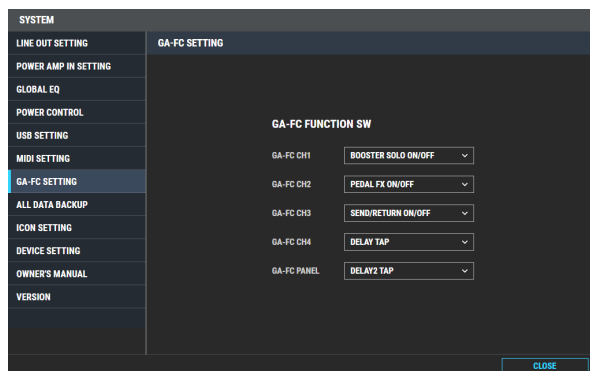 SYSTEM
LINE OUT SETTING
POWER AMP IN SETTING
GLOBAL EQ
POWER CONTROL
USB SETTING
MIDI SETTING
GA-FC SETTING
ALL DATA BACKUP
ICON SETTING
DEVICE SETTING
OWNER'S MANUAL
VERSION
GA-FC SETTING
GA-FC FUNCTION SW
GA-FC CH1 BOOSTER SOLO ON/OFF
GA-FC CH2 PEDAL FX ON/OFF
GA-FC CH3 SEND/RETURN ON/OFF
GA-FC CH4 DELAY TAP
GA-FC PANEL DELAY2 TAP
CLOSE